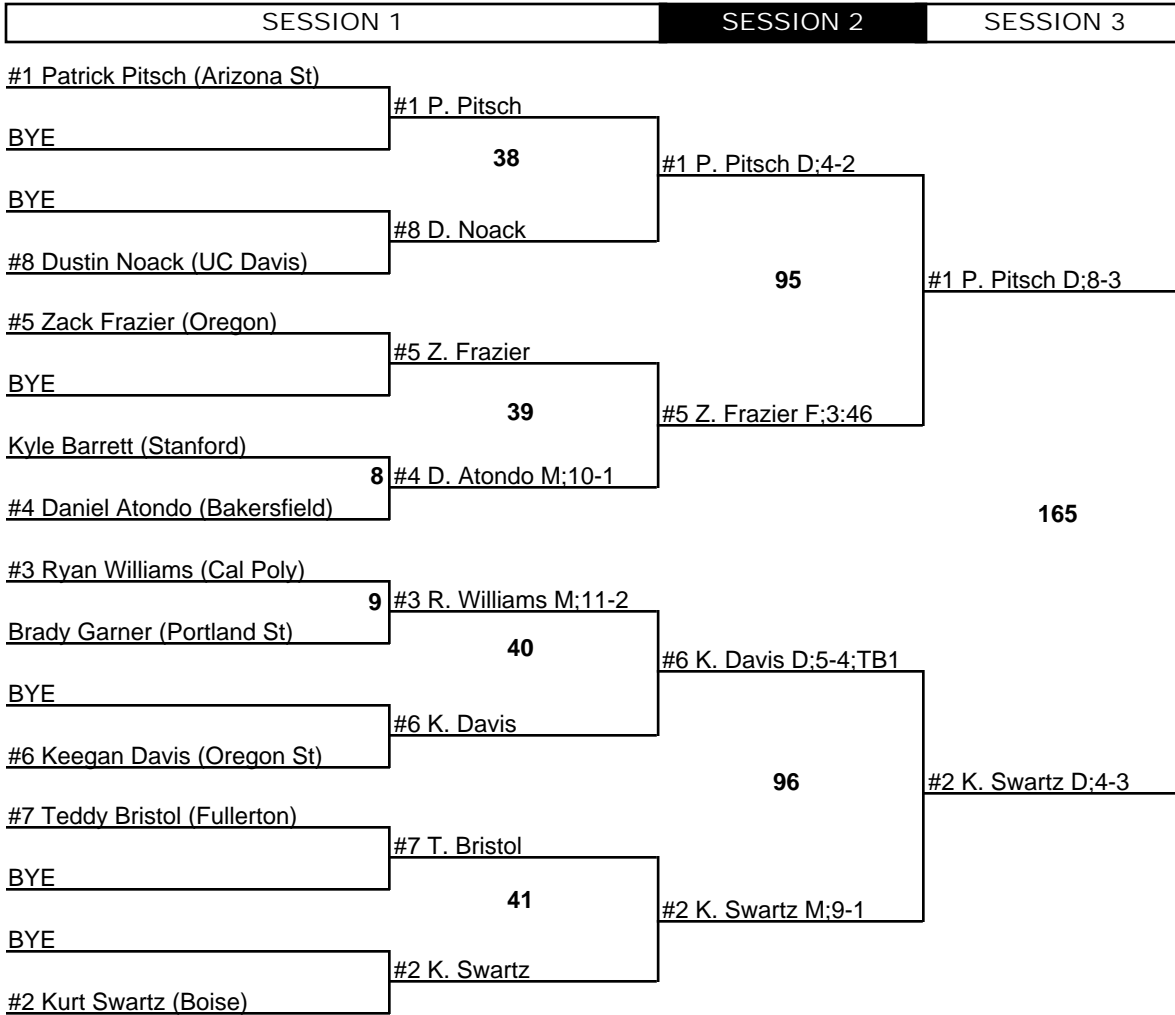 SESSION 1
SESSION 2
SESSION 3
#1 Patrick Pitsch (Arizona St)
BYE
BYE
#8 Dustin Noack (UC Davis)
#5 Zack Frazier (Oregon)
BYE
Kyle Barrett (Stanford)
8
#4 Daniel Atondo (Bakersfield)
#3 Ryan Williams (Cal Poly)
9
Brady Garner (Portland St)
BYE
#6 Keegan Davis (Oregon St)
#7 Teddy Bristol (Fullerton)
BYE
BYE
#2 Kurt Swartz (Boise)
#1 P. Pitsch
38
#8 D. Noack
#5 Z. Frazier
39
#4 D. Atondo M;10-1
#3 R. Williams M;11-2
40
#6 K. Davis
#7 T. Bristol
41
#2 K. Swartz
#1 P. Pitsch D;4-2
95
#5 Z. Frazier F;3:46
#6 K. Davis D;5-4;TB1
96
#2 K. Swartz M;9-1
#1 P. Pitsch D;8-3
165
#2 K. Swartz D;4-3